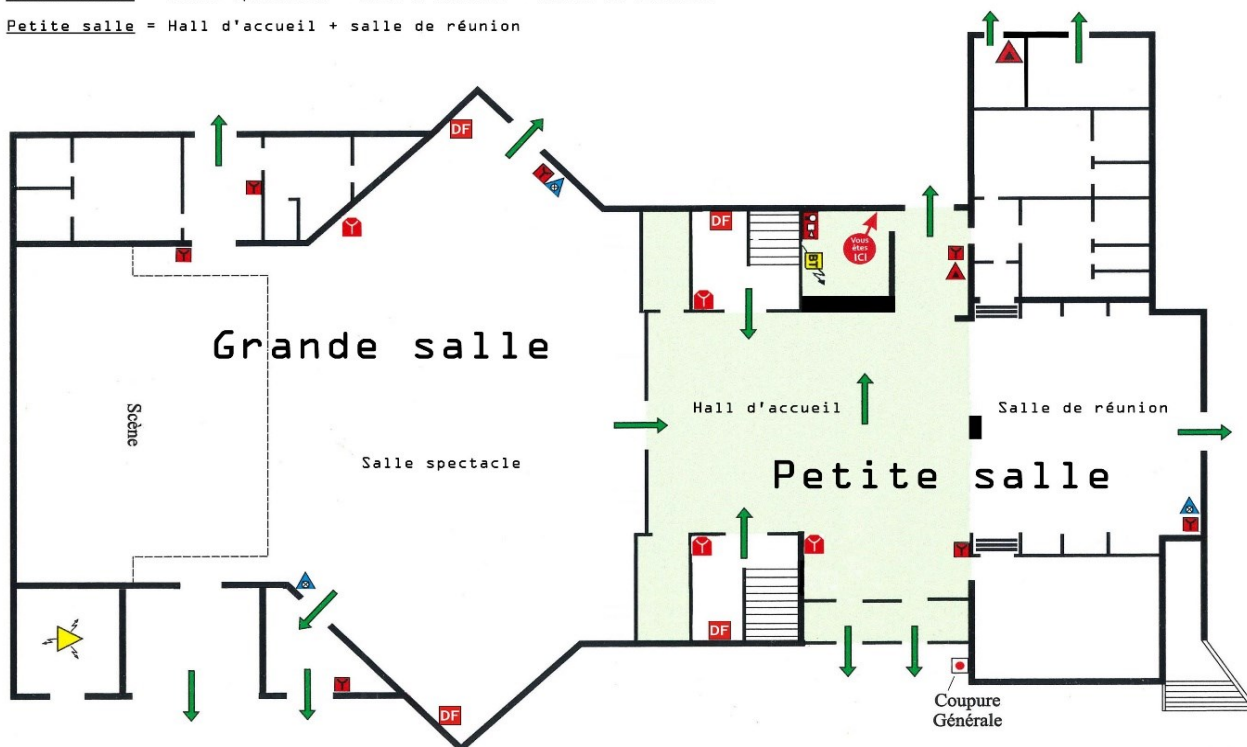 Petite salle = Hall d'accueil + salle de réunion
DF
DF
Vous
êtes
ICI
BT
Grande salle
Scène
Hall d'accueil
Salle de réunion
Salle spectacle
Petite salle
DF
DF
Coupure
Générale